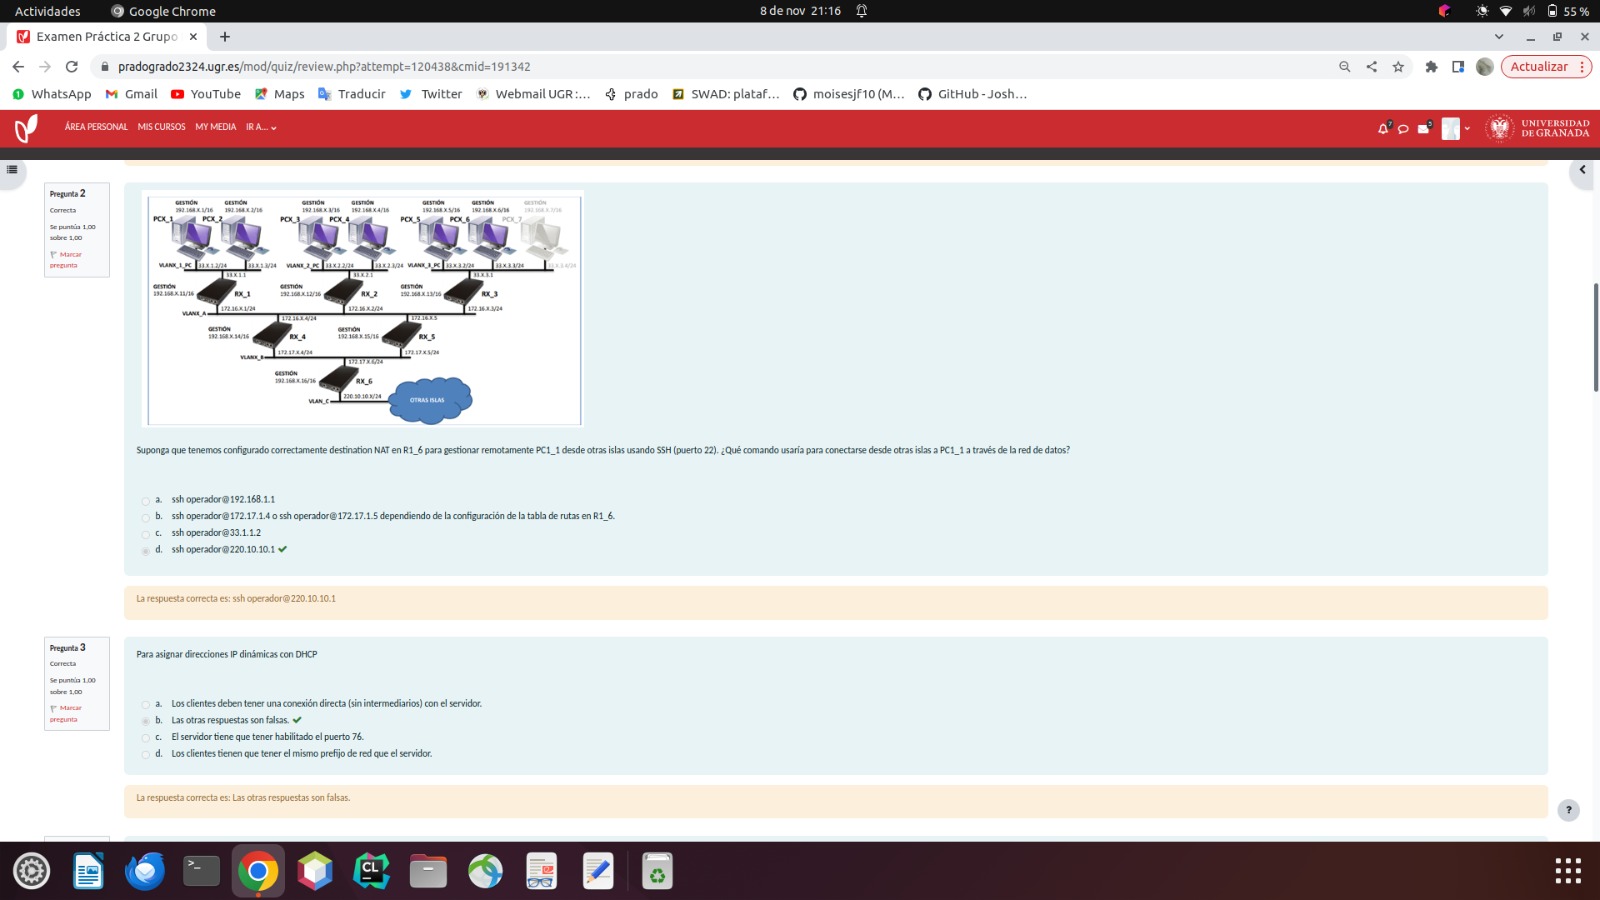 Actividades
Google Chrome
8 de nov 21:16
55 %
Examen Práctica 2 Grupo
pradogrado2324.ugr.es/mod/quiz/review.php?attempt=120438&cmid=191342
Actualizar
WhatsApp
Gmail
YouTube
Maps
Traducir
Twitter
Webmail UGR :...
prado
SWAD: plataf...
moisesjf10 (M...
GitHub - Josh...
ÁREA PERSONAL
MIS CURSOS
MY MEDIA
IR A...
7
5
UNIVERSIDAD
DE GRANADA
Pregunta 2
Correcta
Se puntúa 1,00
sobre 1,00
Marcar
pregunta
GESTIÓN GESTIÓN GESTIÓN GESTIÓN GESTIÓN GESTIÓN GESTIÓN
192.168.X.1/16 192.168.X.2/16 192.168.X.3/16 192.168.X.4/16 192.168.X.5/16 192.168.X.6/16 192.168.X.7/16
PCX_1 PCX_2 PCX_3 PCX_4 PCX_5 PCX_6 PCX_7
VLANX_1_PC 33.X.1.2/24 33.X.1.3/24 VLANX_2_PC 33.X.2.2/24 33.X.2.3/24 VLANX_3_PC 33.X.3.2/24 33.X.3.3/24 33.X.3.4/24
33.X.1.1 33.X.2.1 33.X.3.1
GESTIÓN GESTIÓN GESTIÓN
192.168.X.11/16 RX_1 192.168.X.12/16 RX_2 192.168.X.13/16 RX_3
172.16.X.1/24 172.16.X.2/24 172.16.X.3/24
VLANX_A
172.16.X.4/24 172.16.X.5
GESTIÓN GESTIÓN
192.168.X.14/16 RX_4 192.168.X.15/16 RX_5
172.17.X.4/24 172.17.X.5/24
VLANX_B
172.17.X.6/24
GESTIÓN
192.168.X.16/16 RX_6
220.10.10.X/24
VLAN_C
OTRAS ISLAS
Suponga que tenemos configurado correctamente destination NAT en R1_6 para gestionar remotamente PC1_1 desde otras islas usando SSH (puerto 22). ¿Qué comando usaría para conectarse desde otras islas a PC1_1 a través de la red de datos?
a. ssh operador@192.168.1.1
b. ssh operador@172.17.1.4 o ssh operador@172.17.1.5 dependiendo de la configuración de la tabla de rutas en R1_6.
c. ssh operador@33.1.1.2
d. ssh operador@220.10.10.1
La respuesta correcta es: ssh operador@220.10.10.1
Pregunta 3
Correcta
Se puntúa 1,00
sobre 1,00
Marcar
pregunta
Para asignar direcciones IP dinámicas con DHCP
a. Los clientes deben tener una conexión directa (sin intermediarios) con el servidor.
b. Las otras respuestas son falsas.
c. El servidor tiene que tener habilitado el puerto 76.
d. Los clientes tienen que tener el mismo prefijo de red que el servidor.
La respuesta correcta es: Las otras respuestas son falsas.
?
CL